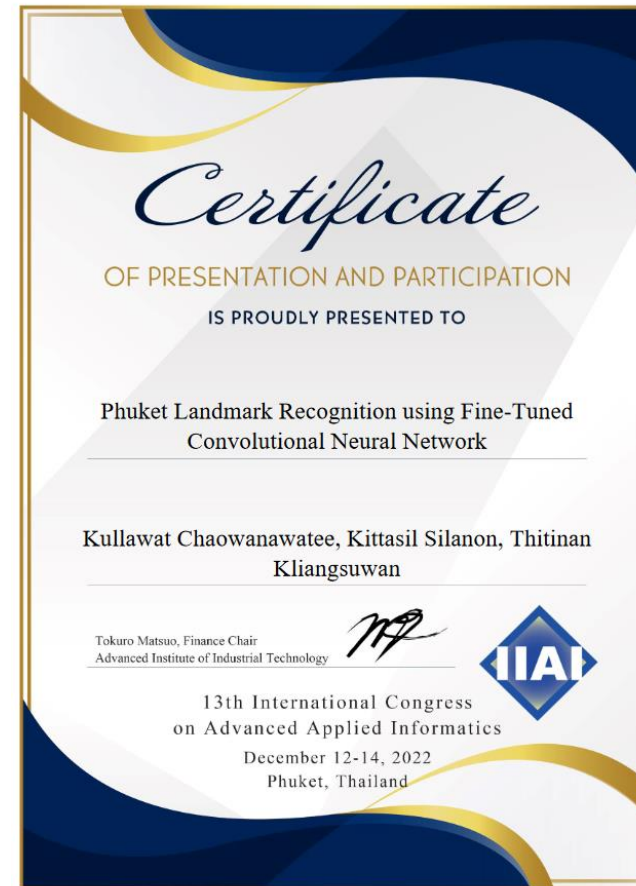 Certificate
OF PRESENTATION AND PARTICIPATION
IS PROUDLY PRESENTED TO
Phuket Landmark Recognition using Fine-Tuned
Convolutional Neural Network
Kullawat Chaowanawatee, Kittasil Silanon, Thitinan
Kliangsuwan
Tokuro Matsuo, Finance Chair
Advanced Institute of Industrial Technology
IIAI
13th International Congress
on Advanced Applied Informatics
December 12-14, 2022
Phuket, Thailand